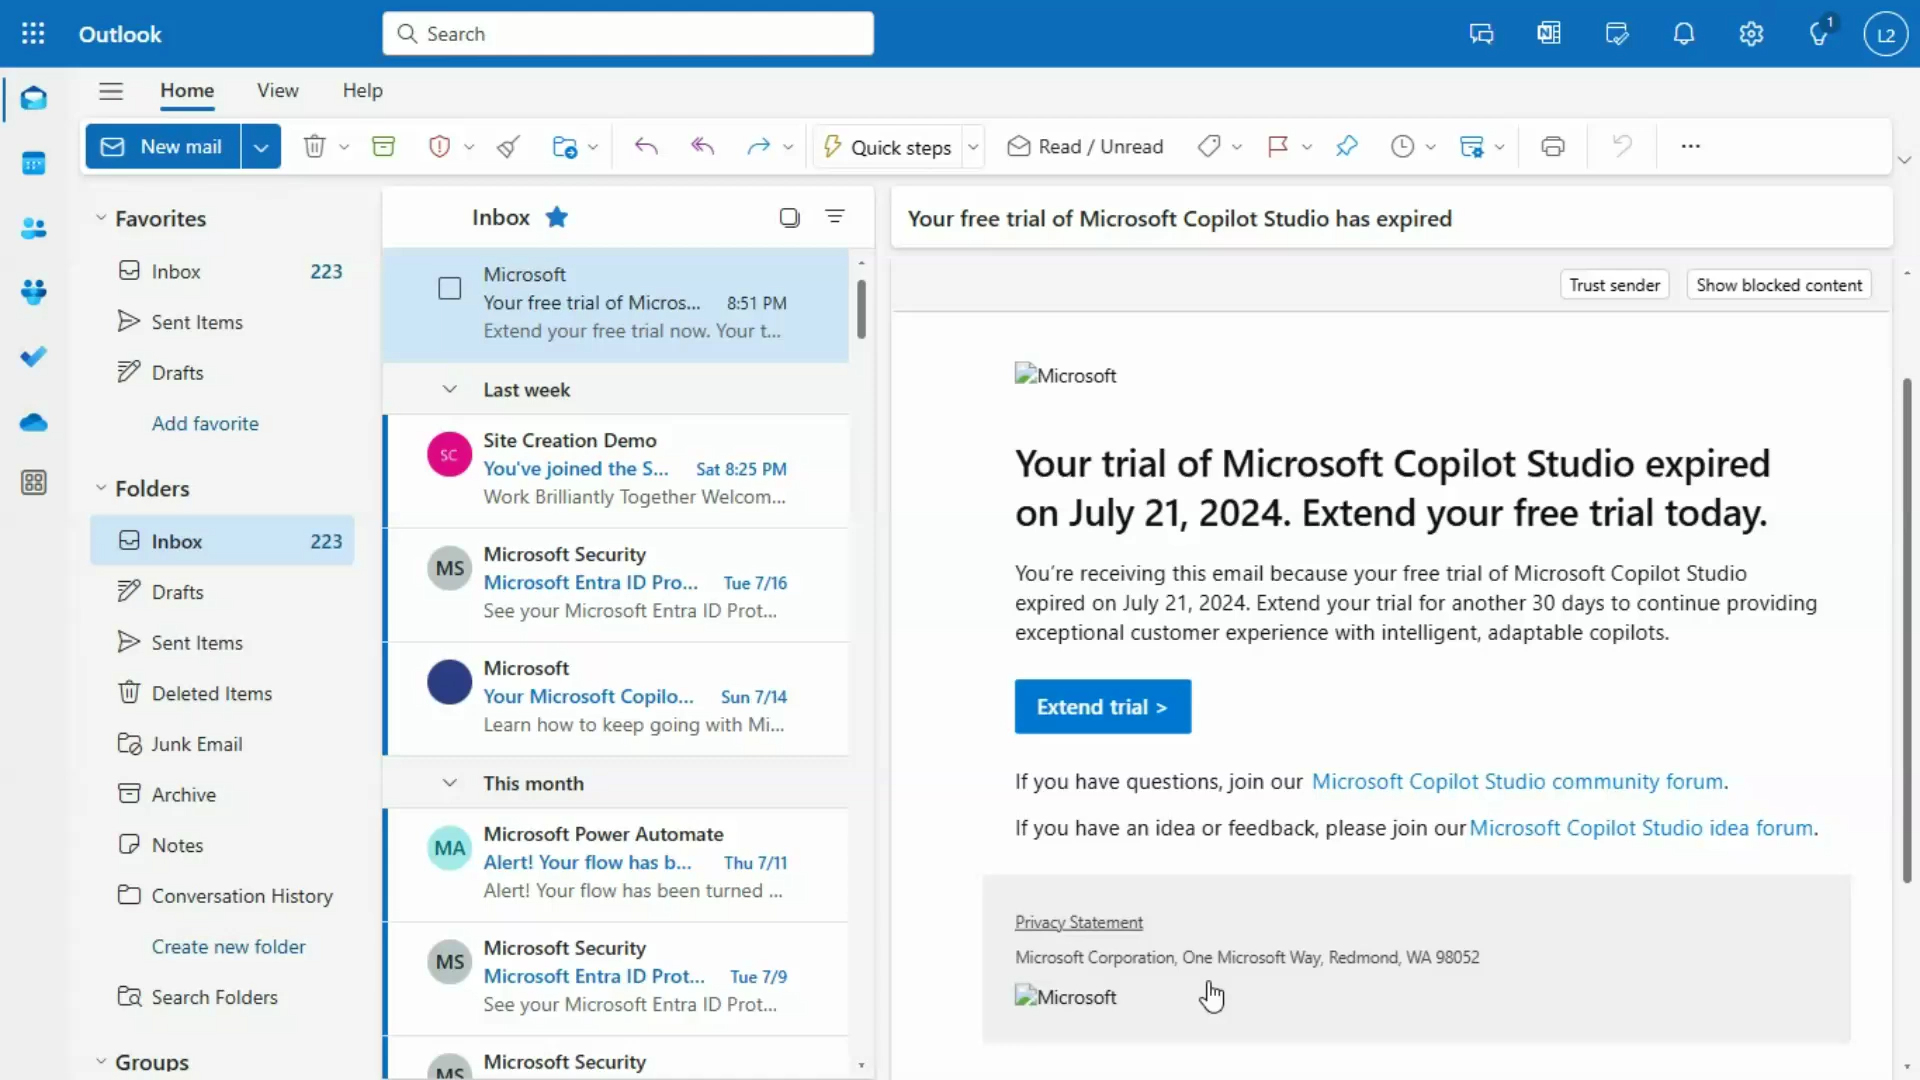 Outlook
Search
1
L2
Home View Help
New mail
Quick steps
Read / Unread
Favorites
Inbox 223
Sent Items
Drafts
Add favorite
Folders
Inbox 223
Drafts
Sent Items
Deleted Items
Junk Email
Archive
Notes
Conversation History
Create new folder
Search Folders
Groups
Inbox
Microsoft
Your free trial of Micros... 8:51 PM
Extend your free trial now. Your t...
Last week
SC
Site Creation Demo
You've joined the S... Sat 8:25 PM
Work Brilliantly Together Welcom...
MS
Microsoft Security
Microsoft Entra ID Pro... Tue 7/16
See your Microsoft Entra ID Prot...
Microsoft
Your Microsoft Copilo... Sun 7/14
Learn how to keep going with Mi...
This month
MA
Microsoft Power Automate
Alert! Your flow has b... Thu 7/11
Alert! Your flow has been turned ...
MS
Microsoft Security
Microsoft Entra ID Prot... Tue 7/9
See your Microsoft Entra ID Prot...
MS
Microsoft Security
Your free trial of Microsoft Copilot Studio has expired
Trust sender Show blocked content
Microsoft
Your trial of Microsoft Copilot Studio expired
on July 21, 2024. Extend your free trial today.
You’re receiving this email because your free trial of Microsoft Copilot Studio
expired on July 21, 2024. Extend your trial for another 30 days to continue providing
exceptional customer experience with intelligent, adaptable copilots.
Extend trial >
If you have questions, join our Microsoft Copilot Studio community forum.
If you have an idea or feedback, please join our Microsoft Copilot Studio idea forum.
Privacy Statement
Microsoft Corporation, One Microsoft Way, Redmond, WA 98052
Microsoft